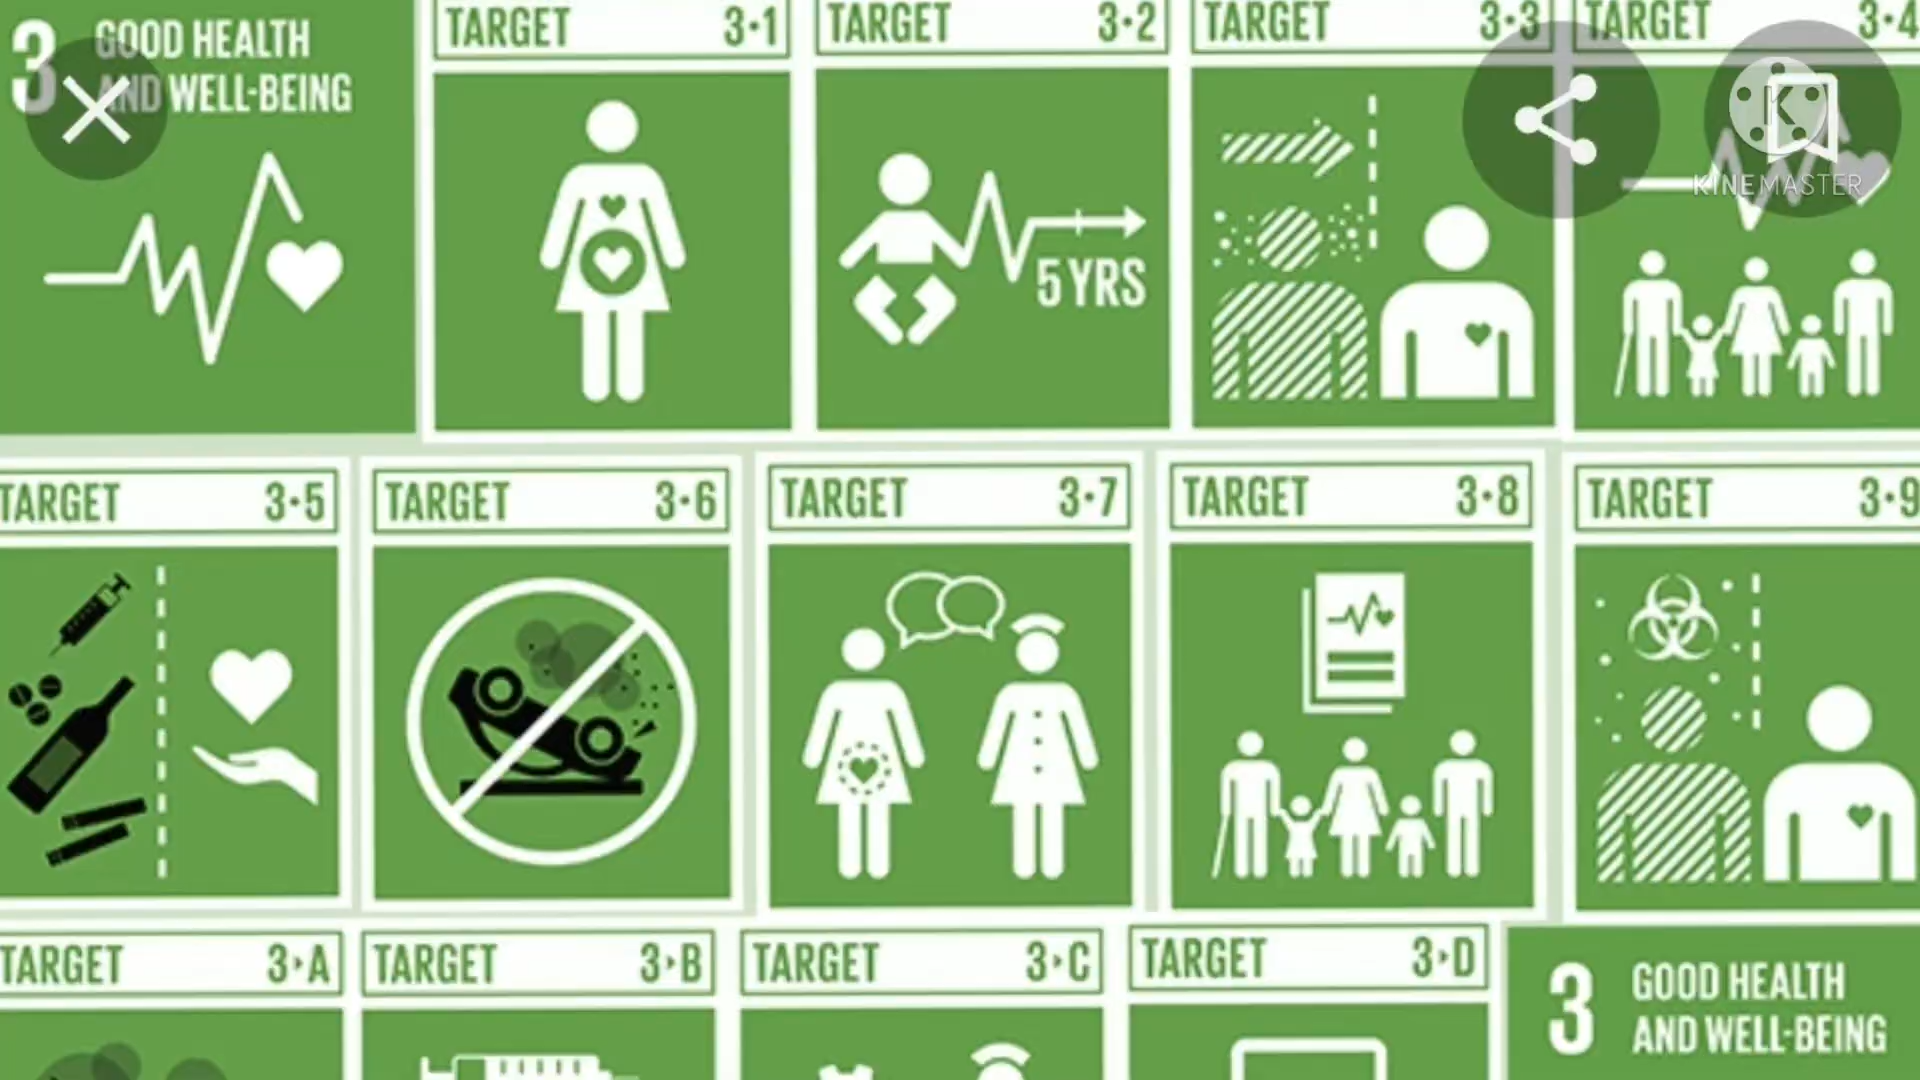 3 GOOD HEALTH
AND WELL-BEING
TARGET 3·1
TARGET 3·2
TARGET 3·3
TARGET 3·4
5 YRS
K
KINEMASTER
TARGET 3·5
TARGET 3·6
TARGET 3·7
TARGET 3·8
TARGET 3·9
TARGET 3·A
TARGET 3·B
TARGET 3·C
TARGET 3·D
3 GOOD HEALTH
AND WELL-BEING